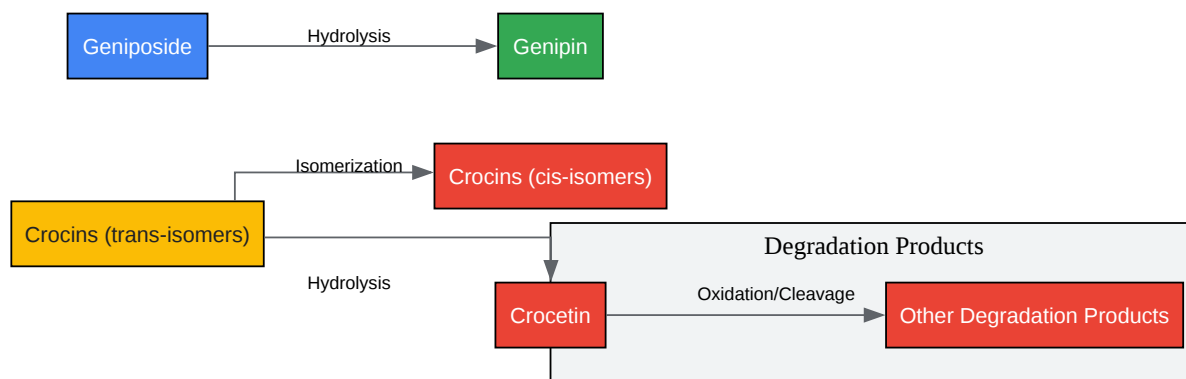 Geniposide
Hydrolysis
Genipin
Isomerization
Crocins (cis-isomers)
Crocins (trans-isomers)
Degradation Products
Hydrolysis
Crocetin
Oxidation/Cleavage
Other Degradation Products